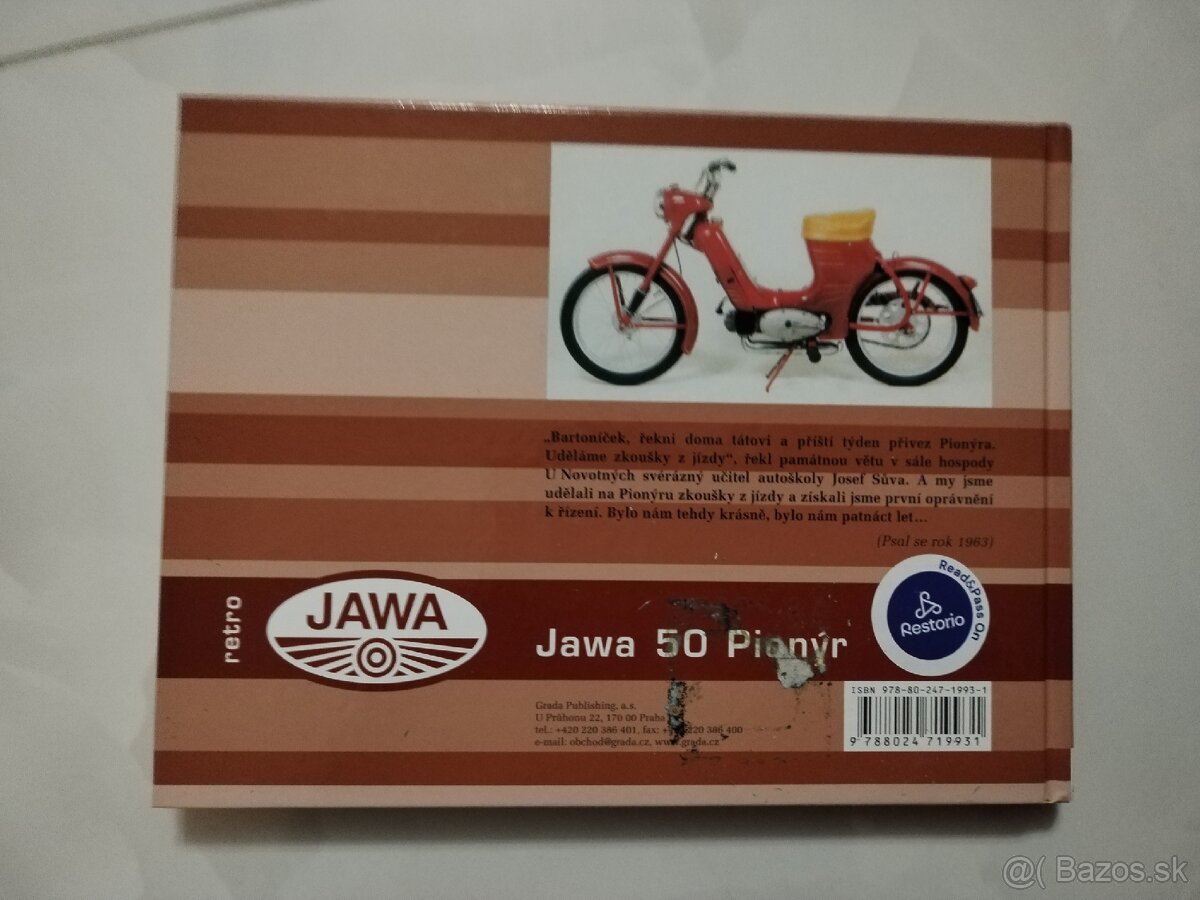 „Bartoníček, řekni doma tátovi a příští týden přivez Pionýra.
Uděláme zkoušky z jízdy“, řekl památnou větu v sále hospody
U Novotných svérázný učitel autoškoly Josef Sůva. A my jsme
udělali na Pionýru zkoušky z jízdy a získali jsme první oprávnění
k řízení. Bylo nám tehdy krásně, bylo nám patnáct let…
(Psal se rok 1963)
retro
JAWA
Jawa 50 Pionýr
Read&Pass On
Restorio
Grada Publishing, a.s.
U Průhonu 22, 170 00 Praha
tel.: +420 220 386 401, fax: +420 220 386 400
e-mail: obchod@grada.cz, www.grada.cz
ISBN 978-80-247-1993-1
9 788024 719931
@( Bazos.sk